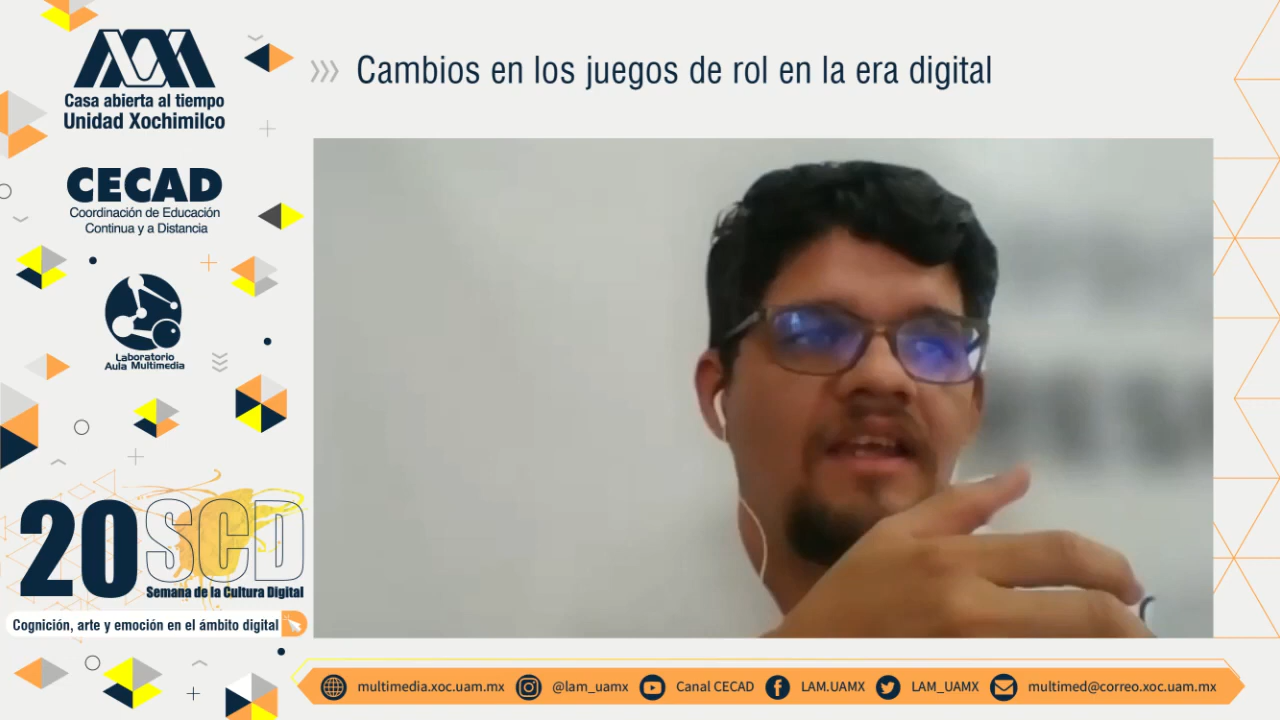 Casa abierta al tiempo
Unidad Xochimilco
CECAD
Coordinación de Educación
Continua y a Distancia
Laboratorio
Aula Multimedia
20 SCD
Semana de la Cultura Digital
Cognición, arte y emoción en el ámbito digital
Cambios en los juegos de rol en la era digital
multimedia.xoc.uam.mx @lam_uamx Canal CECAD LAM.UAMX LAM_UAMX multimed@correo.xoc.uam.mx